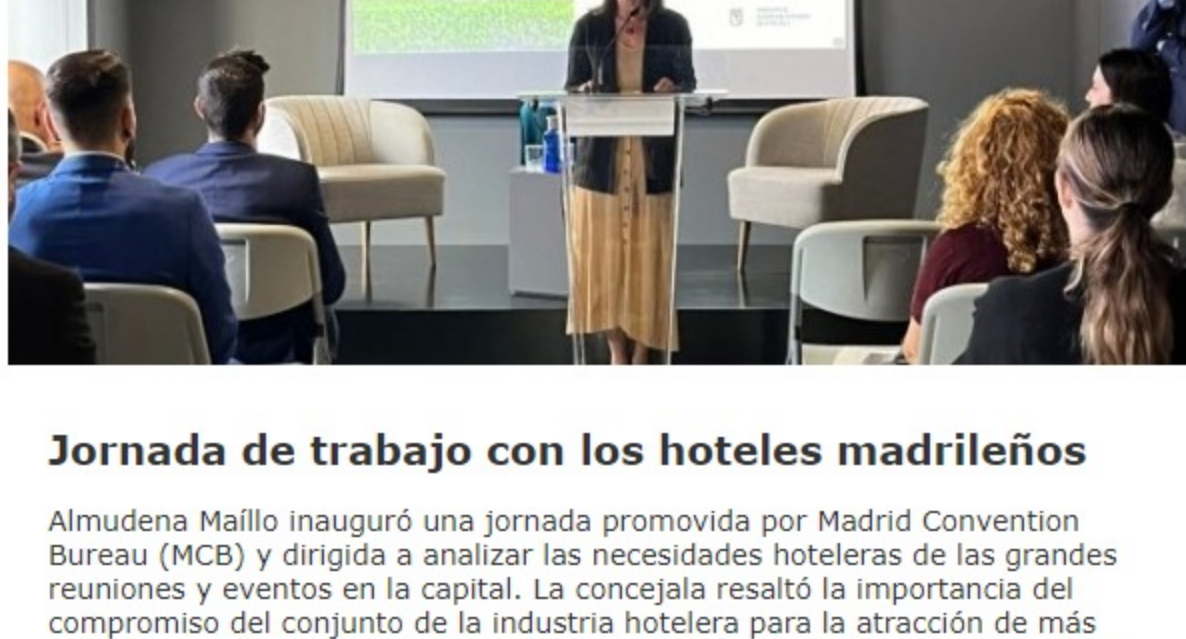 Jornada de trabajo con los hoteles madrileños
Almudena Maíllo inauguró una jornada promovida por Madrid Convention
Bureau (MCB) y dirigida a analizar las necesidades hoteleras de las grandes
reuniones y eventos en la capital. La concejala resaltó la importancia del
compromiso del conjunto de la industria hotelera para la atracción de más